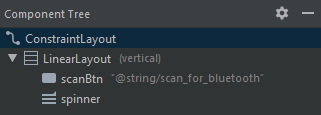 Component Tree
ConstraintLayout
LinearLayout (vertical)
scanBtn "@string/scan_for_bluetooth"
spinner